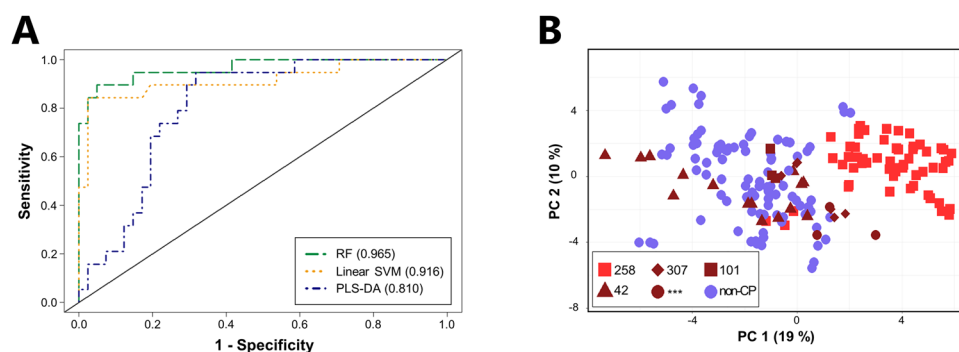 A
1.0
0.8
0.6
0.4
0.2
0.0
Sensitivity
RF (0.965)
Linear SVM (0.916)
PLS-DA (0.810)
0.0 0.2 0.4 0.6 0.8 1.0
1 - Specificity
B
4
0
-4
-8
PC 2 (10 %)
258 307 101
42 *** non-CP
-4 0 4
PC 1 (19 %)